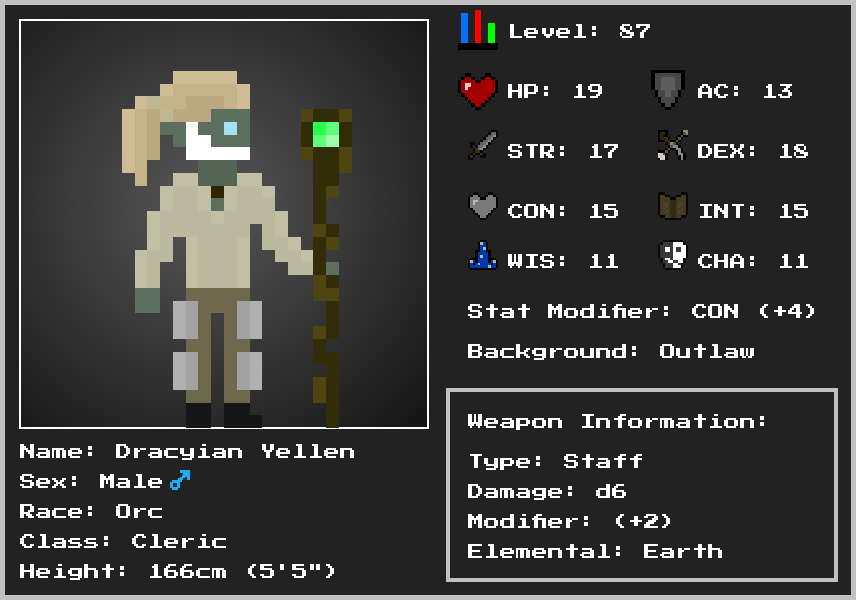 Level: 87
HP: 19
AC: 13
STR: 17
DEX: 18
CON: 15
INT: 15
WIS: 11
CHA: 11
Stat Modifier: CON (+4)
Background: Outlaw
Weapon Information:
Type: Staff
Damage: d6
Modifier: (+2)
Elemental: Earth
Name: Dracyian Yellen
Sex: Male♂
Race: Orc
Class: Cleric
Height: 166cm (5'5")